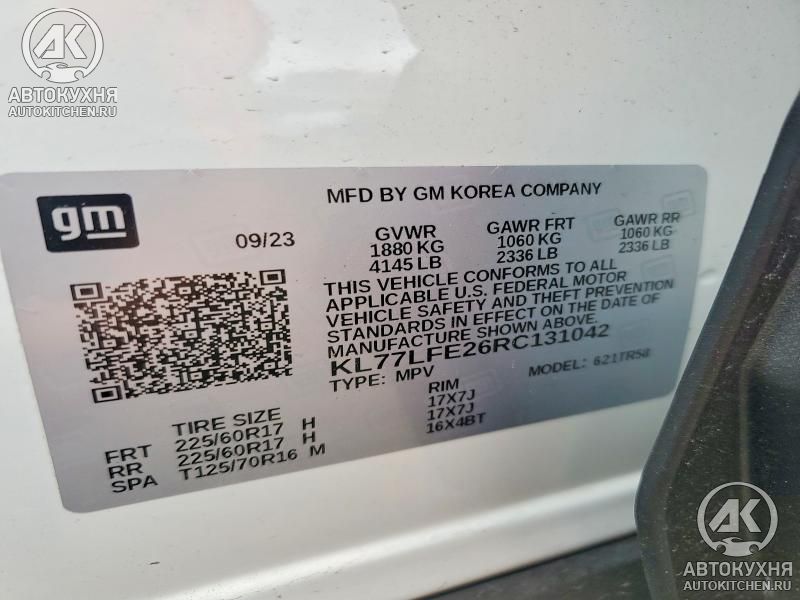 АК
АВТОКУХНЯ
AUTOKITCHEN.RU
gm
MFD BY GM KOREA COMPANY
09/23
GVWR
1880 KG
4145 LB
GAWR FRT
1060 KG
2336 LB
GAWR RR
1060 KG
2336 LB
THIS VEHICLE CONFORMS TO ALL
APPLICABLE U.S. FEDERAL MOTOR
VEHICLE SAFETY AND THEFT PREVENTION
STANDARDS IN EFFECT ON THE DATE OF
MANUFACTURE SHOWN ABOVE.
KL77LFE26RC131042
TYPE: MPV
MODEL: 621TR58
TIRE SIZE
RIM
FRT 225/60R17 H 17X7J
RR 225/60R17 H 17X7J
SPA T125/70R16 M 16X4BT
АК
АВТОКУХНЯ
AUTOKITCHEN.RU